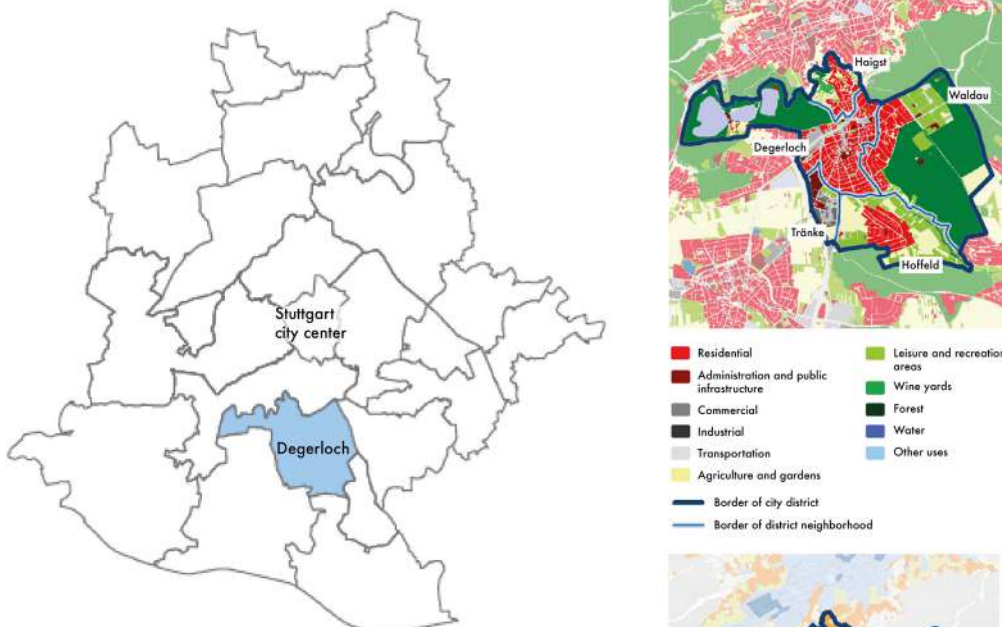 Stuttgart
city center
Degerloch
Haigst
Waldau
Degerloch
Tränke
Hoffeld
Residential
Administration and public
infrastructure
Commercial
Industrial
Transportation
Agriculture and gardens
Leisure and recreation
areas
Wine yards
Forest
Water
Other uses
Border of city district
Border of district neighborhood